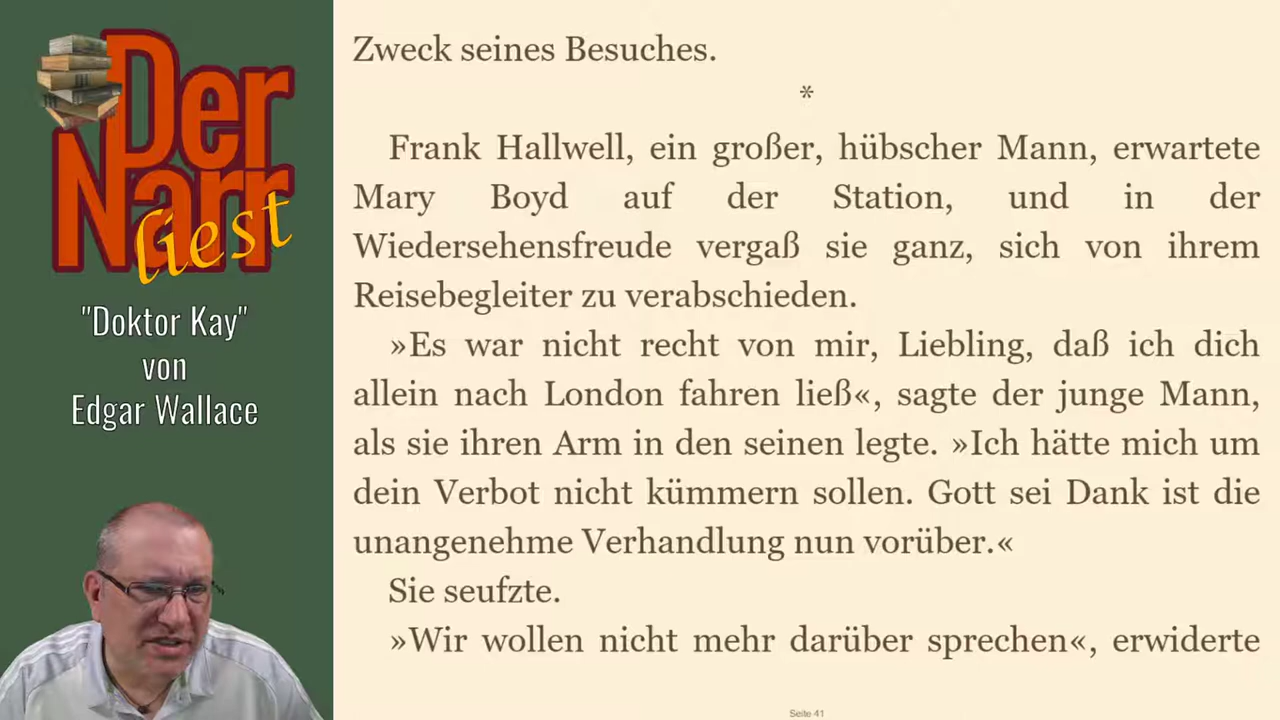 Der
Narr
liest
"Doktor Kay"
von
Edgar Wallace
Zweck seines Besuches.
*
Frank Hallwell, ein großer, hübscher Mann, erwartete
Mary Boyd auf der Station, und in der
Wiedersehensfreude vergaß sie ganz, sich von ihrem
Reisebegleiter zu verabschieden.
»Es war nicht recht von mir, Liebling, daß ich dich
allein nach London fahren ließ«, sagte der junge Mann,
als sie ihren Arm in den seinen legte. »Ich hätte mich um
dein Verbot nicht kümmern sollen. Gott sei Dank ist die
unangenehme Verhandlung nun vorüber.«
Sie seufzte.
»Wir wollen nicht mehr darüber sprechen«, erwiderte
Seite 41